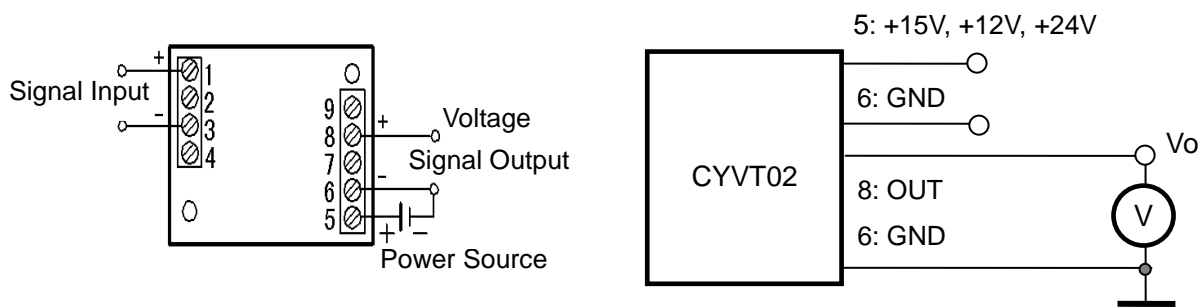 +
Signal Input
-
1
2
3
4
9
8
7
6
5
+
Voltage
Signal Output
-
+ -
Power Source
CYVT02
5: +15V, +12V, +24V
6: GND
Vo
8: OUT
V
6: GND